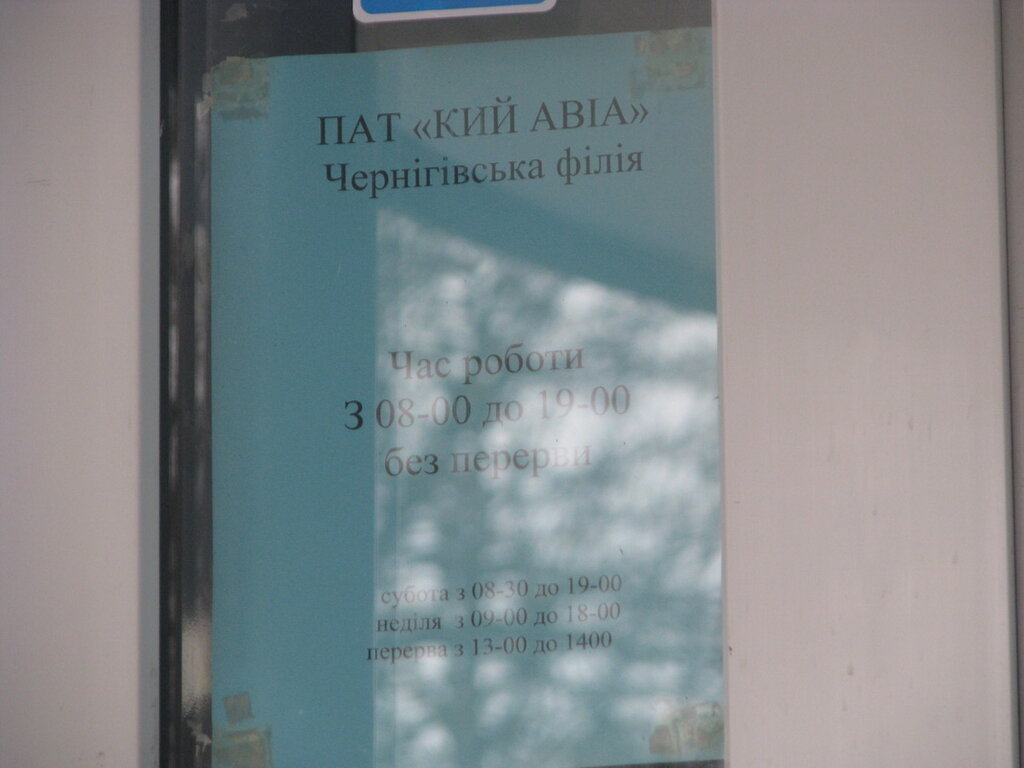 ПАТ «КИЙ АВІА»
Чернігівська філія
Час роботи
З 08-00 до 19-00
без перерви
субота з 08-30 до 19-00
неділя з 09-00 до 18-00
перерва з 13-00 до 1400